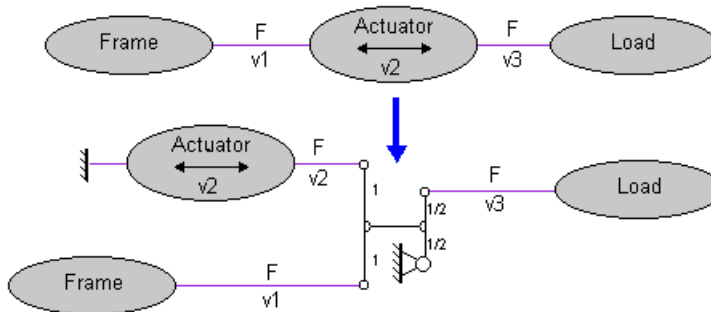 Frame
F
v1
Actuator
v2
F
v3
Load
Actuator
v2
F
v2
1
1
1/2
1/2
F
v3
Load
Frame
F
v1